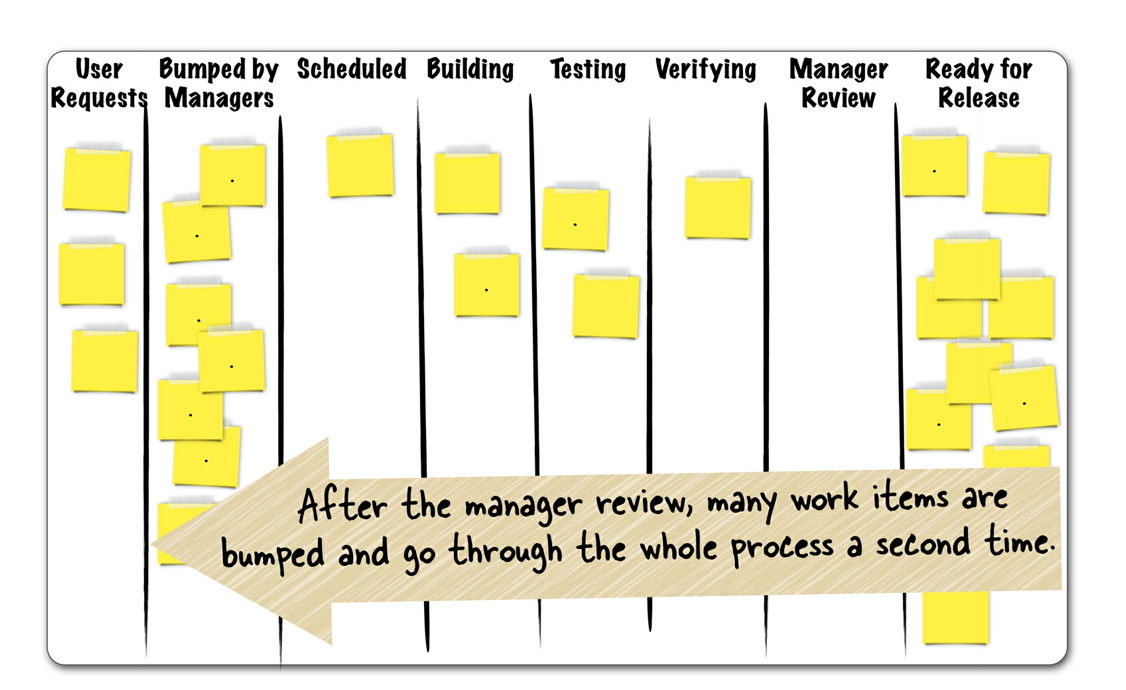 User Requests
Bumped by Managers
Scheduled
Building
Testing
Verifying
Manager Review
Ready for Release
After the manager review, many work items are
bumped and go through the whole process a second time.